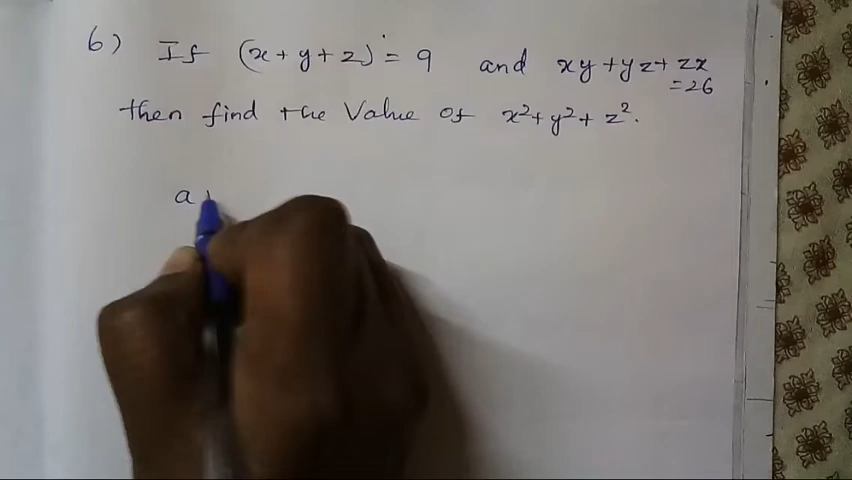 6) If (x + y + z) = 9 and xy + yz + zx
= 26
then find the Value of x² + y² + z².
a